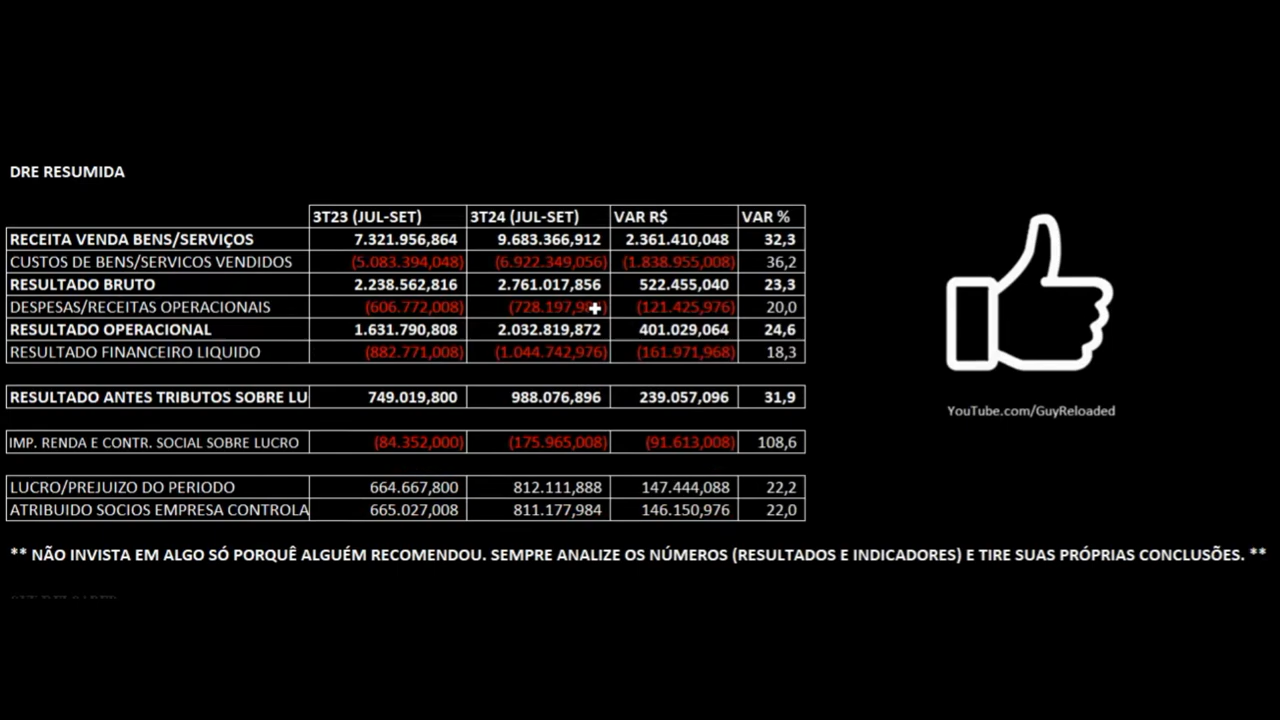 DRE RESUMIDA
3T23 (JUL-SET) 3T24 (JUL-SET) VAR R$ VAR %
RECEITA VENDA BENS/SERVIÇOS 7.321.956,864 9.683.366,912 2.361.410,048 32,3
CUSTOS DE BENS/SERVICOS VENDIDOS (5.083.394,048) (6.922.349,056) (1.838.955,008) 36,2
RESULTADO BRUTO 2.238.562,816 2.761.017,856 522.455,040 23,3
DESPESAS/RECEITAS OPERACIONAIS (606.772,008) (121.425,976) 20,0
RESULTADO OPERACIONAL 1.631.790,808 2.032.819,872 401.029,064 24,6
RESULTADO FINANCEIRO LIQUIDO (882.771,008) (1.044.742,976) (161.971,968) 18,3
RESULTADO ANTES TRIBUTOS SOBRE LU 749.019,800 988.076,896 239.057,096 31,9
IMP. RENDA E CONTR. SOCIAL SOBRE LUCRO (84.352,000) (175.965,008) (91.613,008) 108,6
LUCRO/PREJUIZO DO PERIODO 664.667,800 812.111,888 147.444,088 22,2
ATRIBUIDO SOCIOS EMPRESA CONTROLA 665.027,008 811.177,984 146.150,976 22,0
YouTube.com/GuyReloaded
** NÃO INVISTA EM ALGO SÓ PORQUÊ ALGUÉM RECOMENDOU. SEMPRE ANALIZE OS NÚMEROS (RESULTADOS E INDICADORES) E TIRE SUAS PRÓPRIAS CONCLUSÕES. **